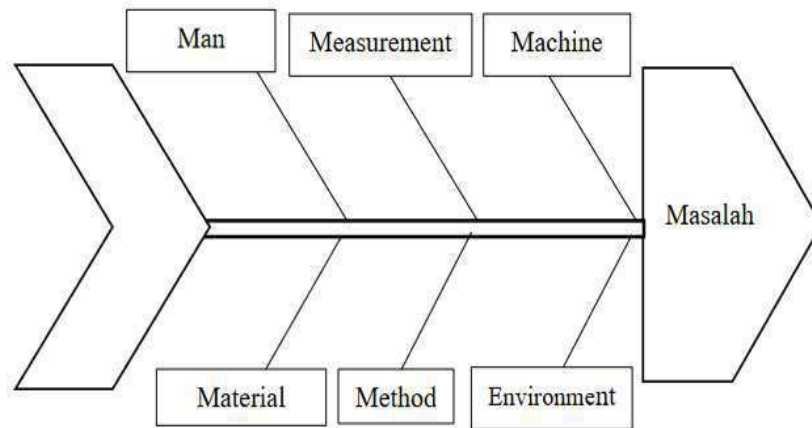 Man
Measurement
Machine
Masalah
Material
Method
Environment